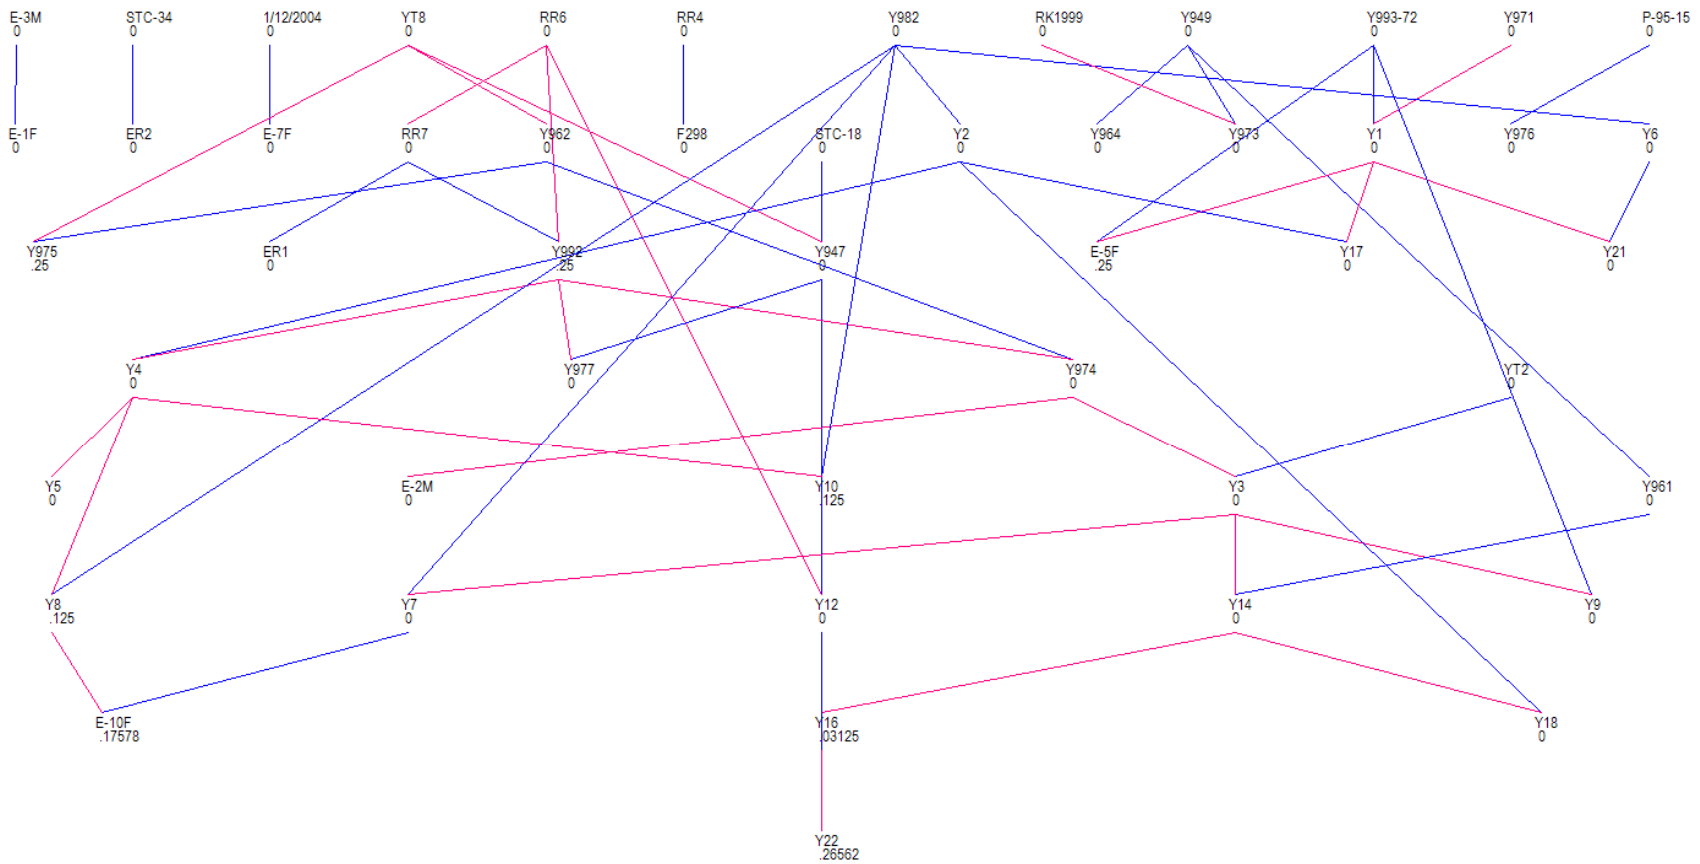 E-3M STC-34 1/12/2004 YT8 RR6 RR4 Y982 RK1999 Y949 Y993-72 Y971 P-95-15
0 0 0 0 0 0 0 0 0 0 0 0
E-1F ER2 E-7F RR7 Y962 F298 STC-18 Y2 Y964 Y973 Y1 Y976 Y6
0 0 0 0 0 0 0 0 0 0 0 0 0
Y975 ER1 Y992 Y947 E-5F Y17 Y21
.25 0 .25 0 .25 0 0
Y4 Y977 Y974 YT2
0 0 0 0
Y5 E-2M Y10 Y3 Y961
0 0 .125 0 0
Y8 Y7 Y12 Y14 Y9
.125 0 0 0 0
E-10F Y16 Y18
.17578 .03125 0
Y22
.26562